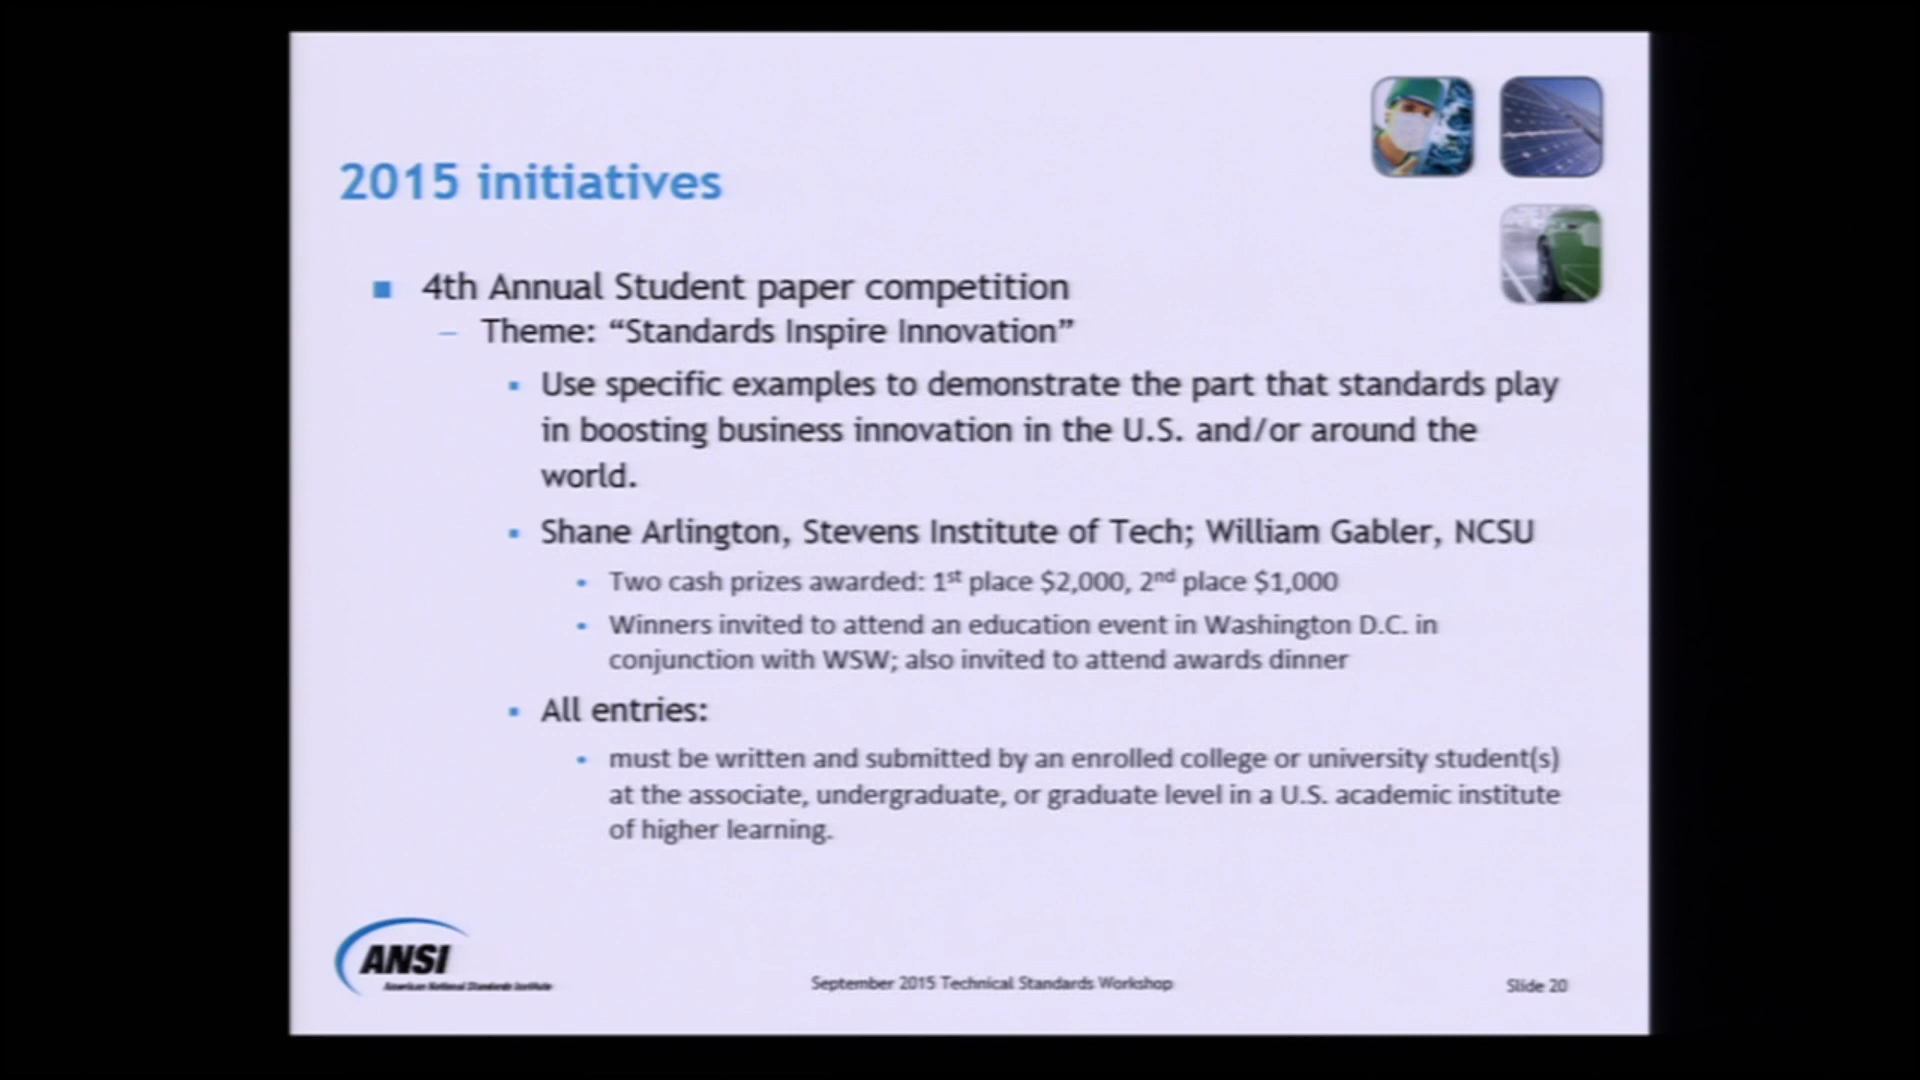 2015 initiatives
4th Annual Student paper competition
Theme: “Standards Inspire Innovation”
Use specific examples to demonstrate the part that standards play
in boosting business innovation in the U.S. and/or around the
world.
Shane Arlington, Stevens Institute of Tech; William Gabler, NCSU
Two cash prizes awarded: 1st place $2,000, 2nd place $1,000
Winners invited to attend an education event in Washington D.C. in
conjunction with WSW; also invited to attend awards dinner
All entries:
must be written and submitted by an enrolled college or university student(s)
at the associate, undergraduate, or graduate level in a U.S. academic institute
of higher learning.
ANSI
American National Standards Institute
September 2015 Technical Standards Workshop
Slide 20